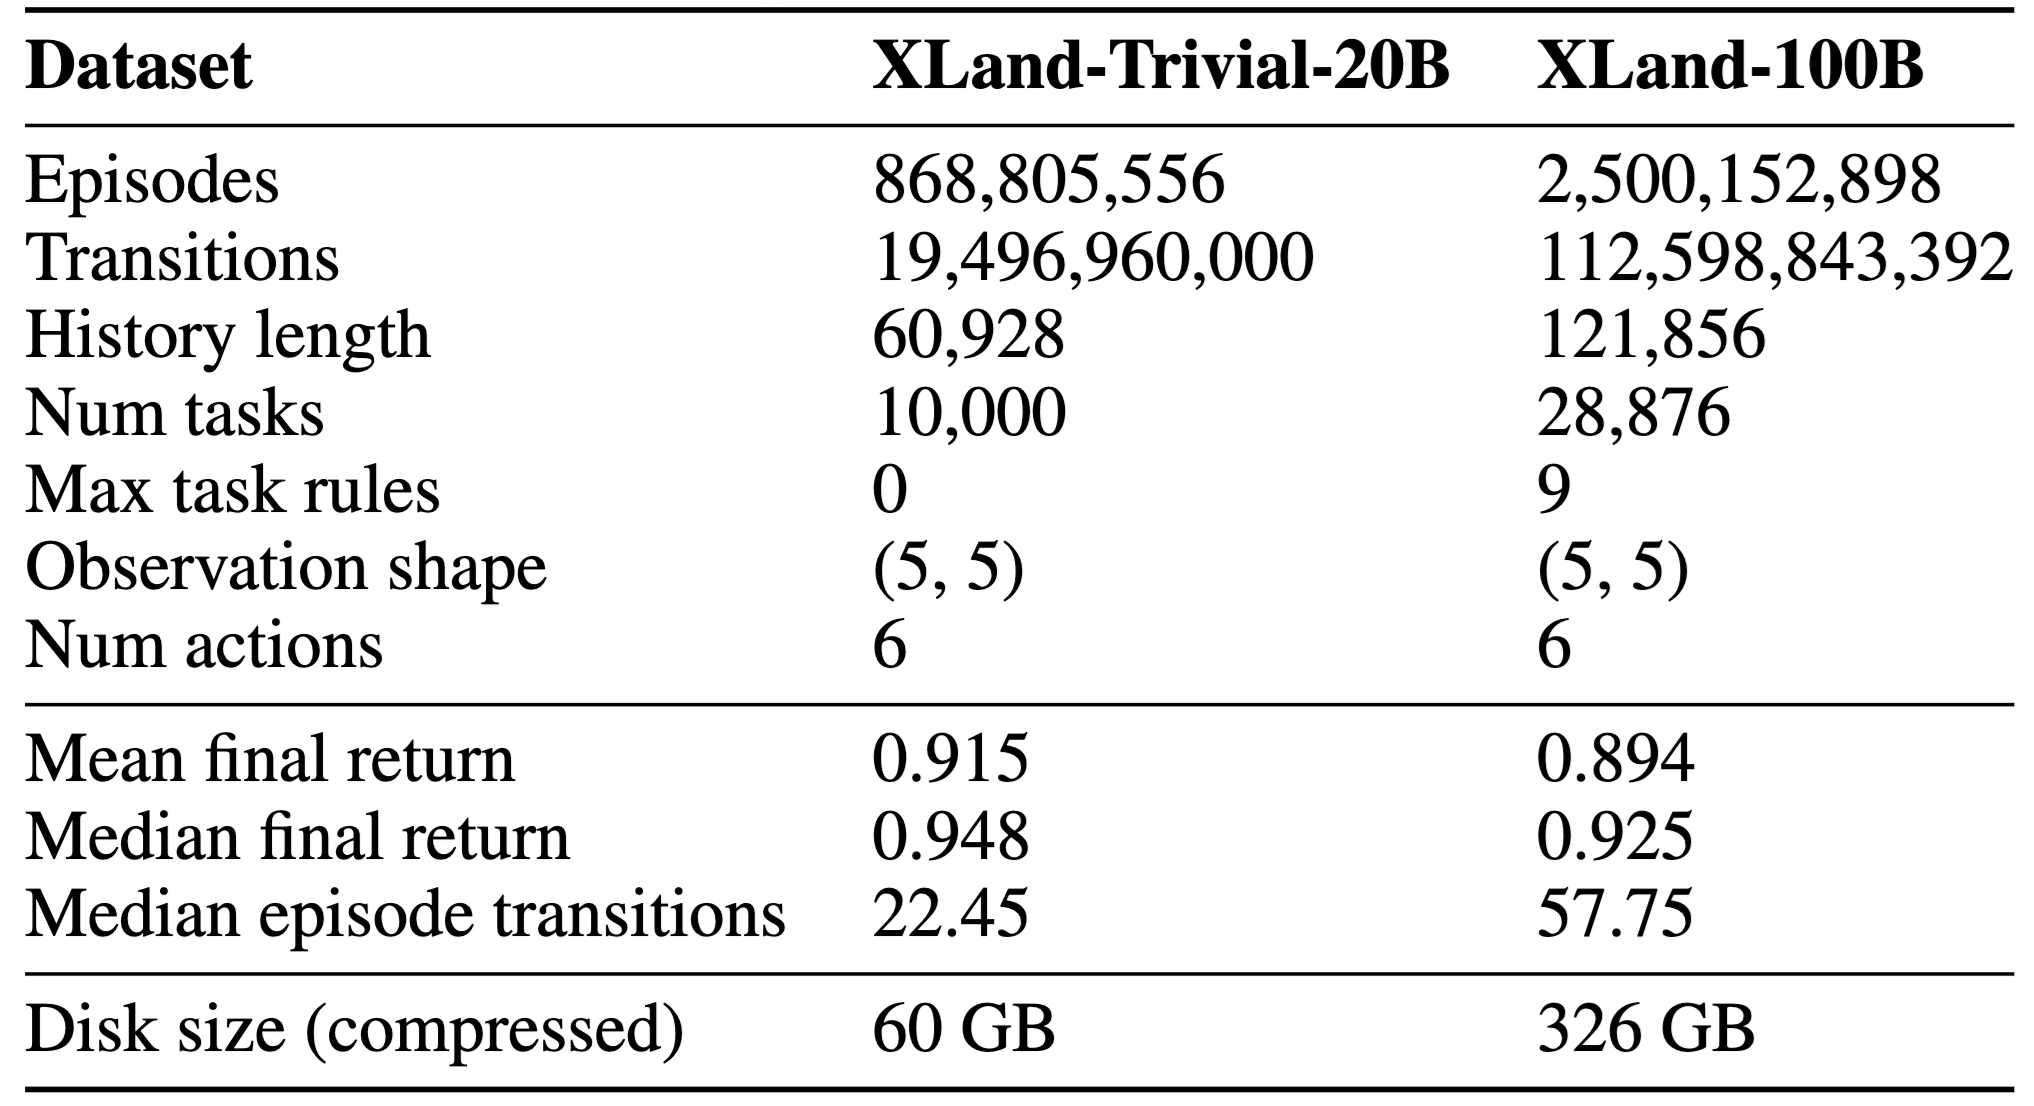 Dataset XLand-Trivial-20B XLand-100B
Episodes 868,805,556 2,500,152,898
Transitions 19,496,960,000 112,598,843,392
History length 60,928 121,856
Num tasks 10,000 28,876
Max task rules 0 9
Observation shape (5, 5) (5, 5)
Num actions 6 6
Mean final return 0.915 0.894
Median final return 0.948 0.925
Median episode transitions 22.45 57.75
Disk size (compressed) 60 GB 326 GB